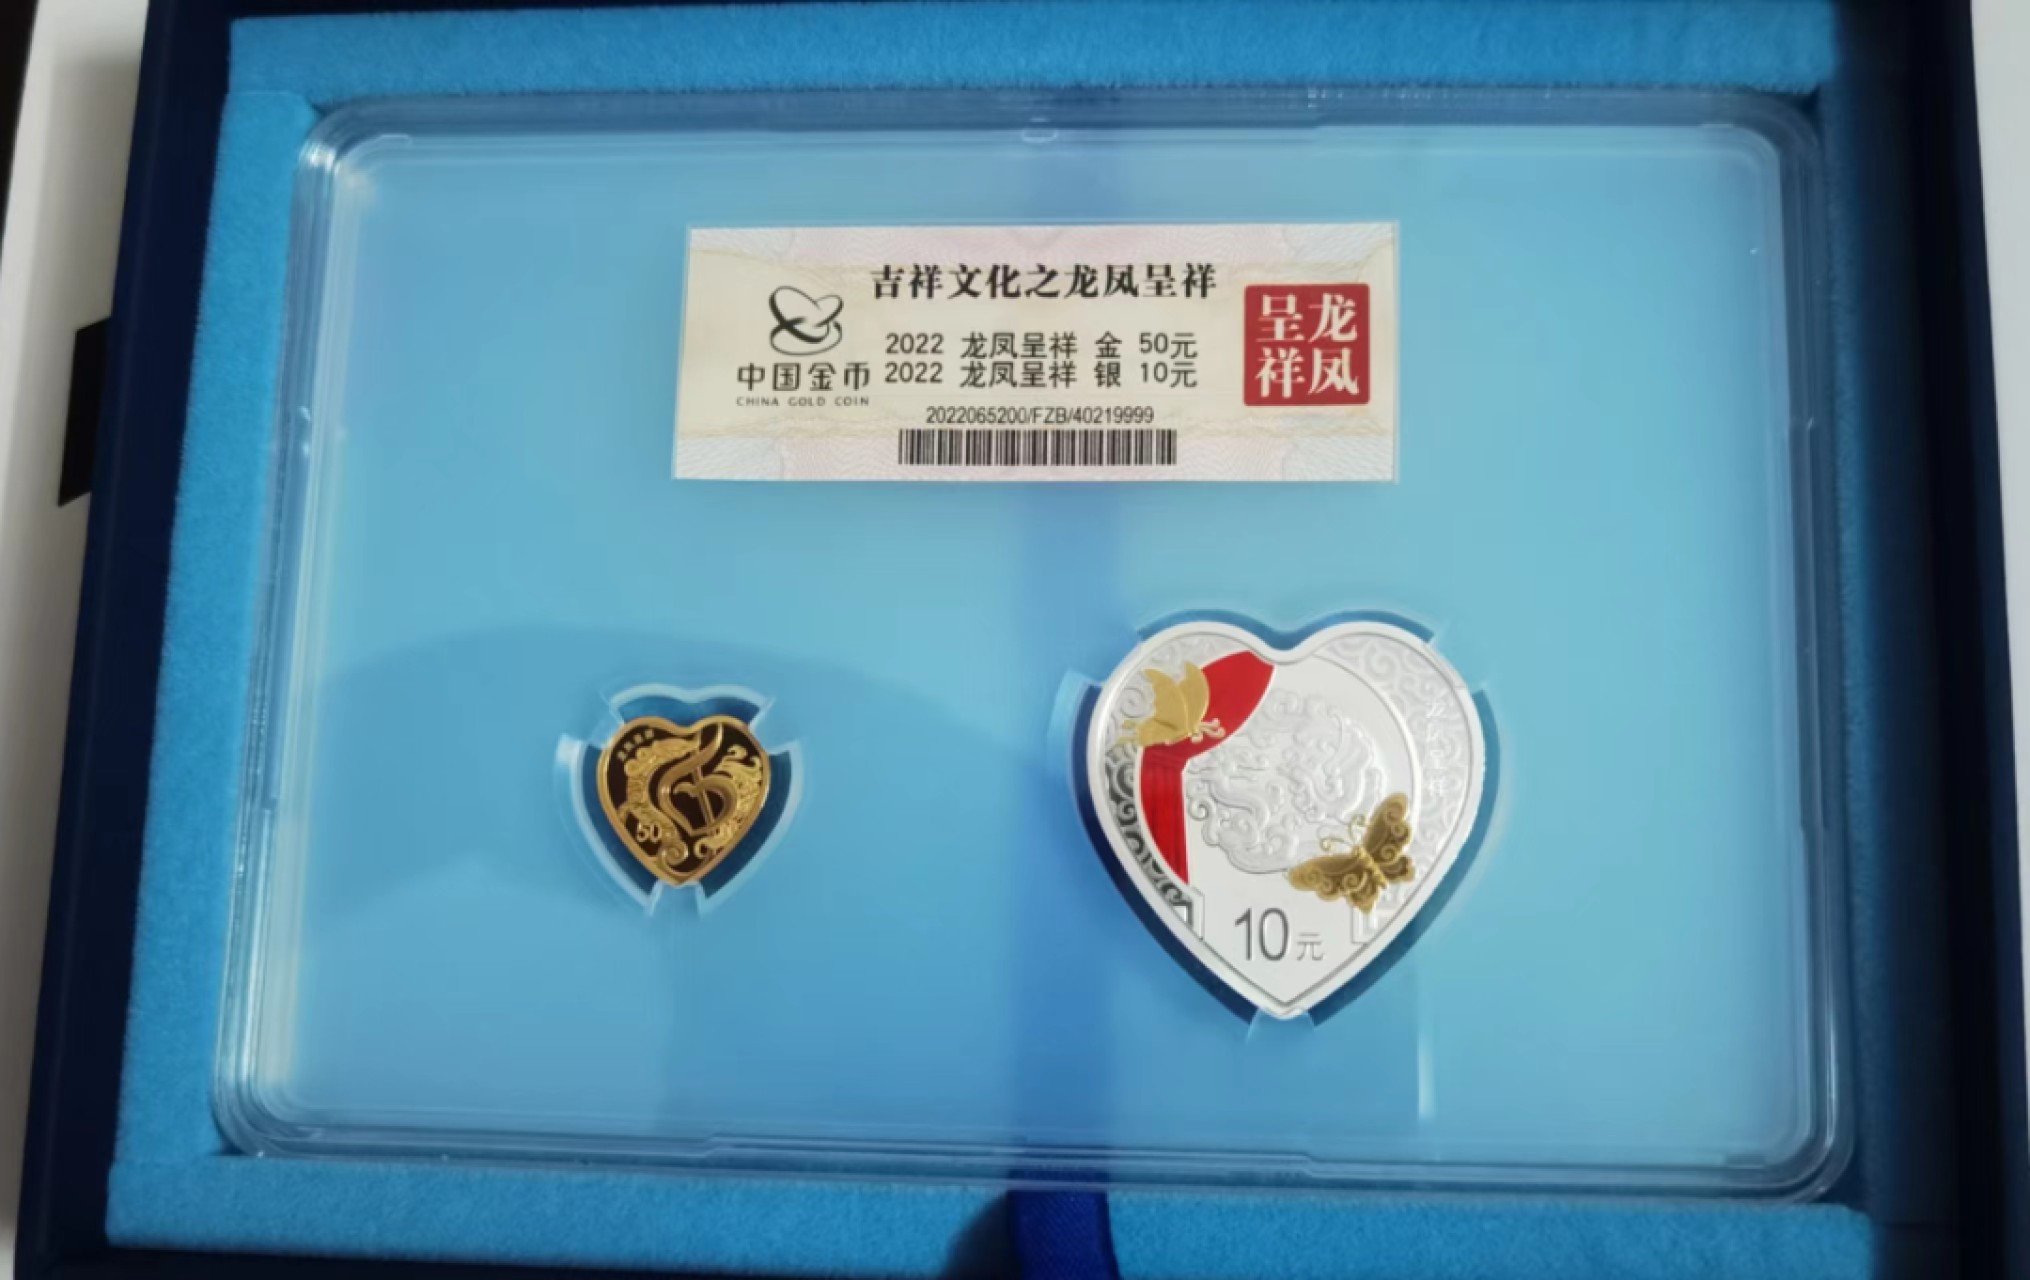 吉祥文化之龙凤呈祥
2022 龙凤呈祥 金 50元
2022 龙凤呈祥 银 10元
中国金币
CHINA GOLD COIN
2022065200/FZB/40219999
龙凤
呈祥
50
10元